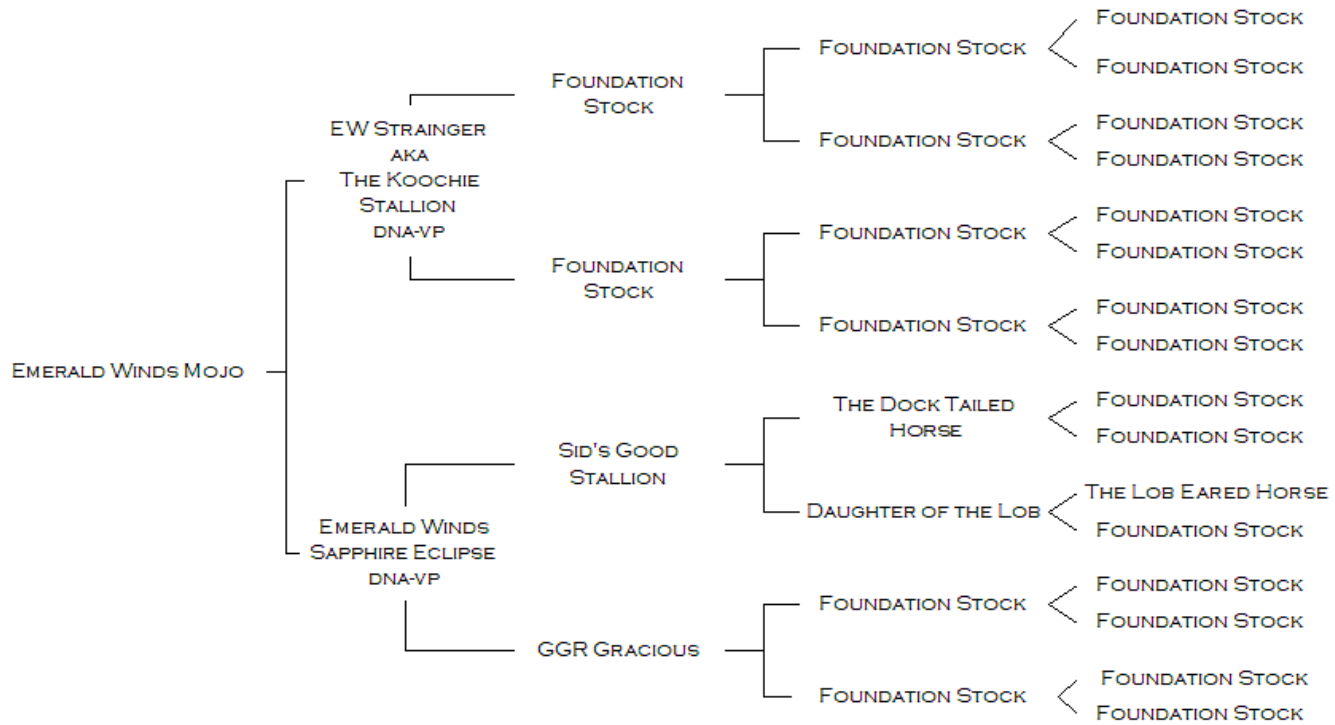 Emerald Winds Mojo
EW Strainger
aka
The Koochie
Stallion
DNA-VP
Emerald Winds
Sapphire Eclipse
DNA-VP
Foundation
Stock
Foundation
Stock
Sid's Good
Stallion
GGR Gracious
Foundation Stock
Foundation Stock
Foundation Stock
Foundation Stock
The Dock Tailed
Horse
Daughter of the Lob
Foundation Stock
Foundation Stock
Foundation Stock
Foundation Stock
Foundation Stock
Foundation Stock
Foundation Stock
Foundation Stock
Foundation Stock
Foundation Stock
Foundation Stock
Foundation Stock
The Lob Eared Horse
Foundation Stock
Foundation Stock
Foundation Stock
Foundation Stock
Foundation Stock